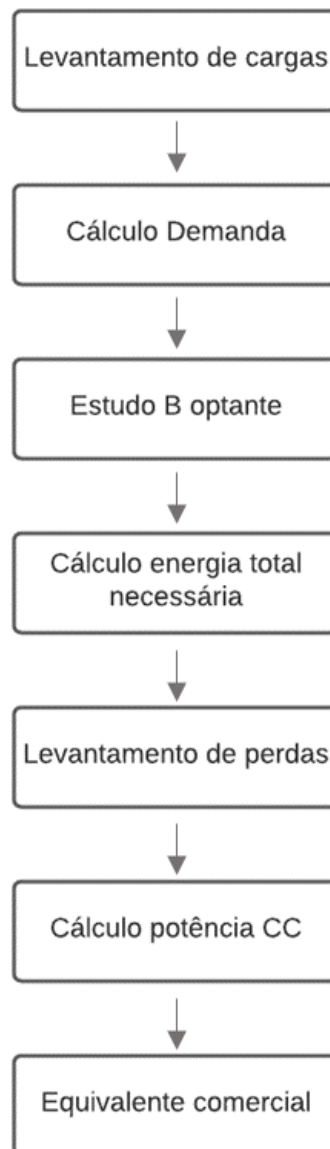 Levantamento de cargas
Cálculo Demanda
Estudo B optante
Cálculo energia total
necessária
Levantamento de perdas
Cálculo potência CC
Equivalente comercial